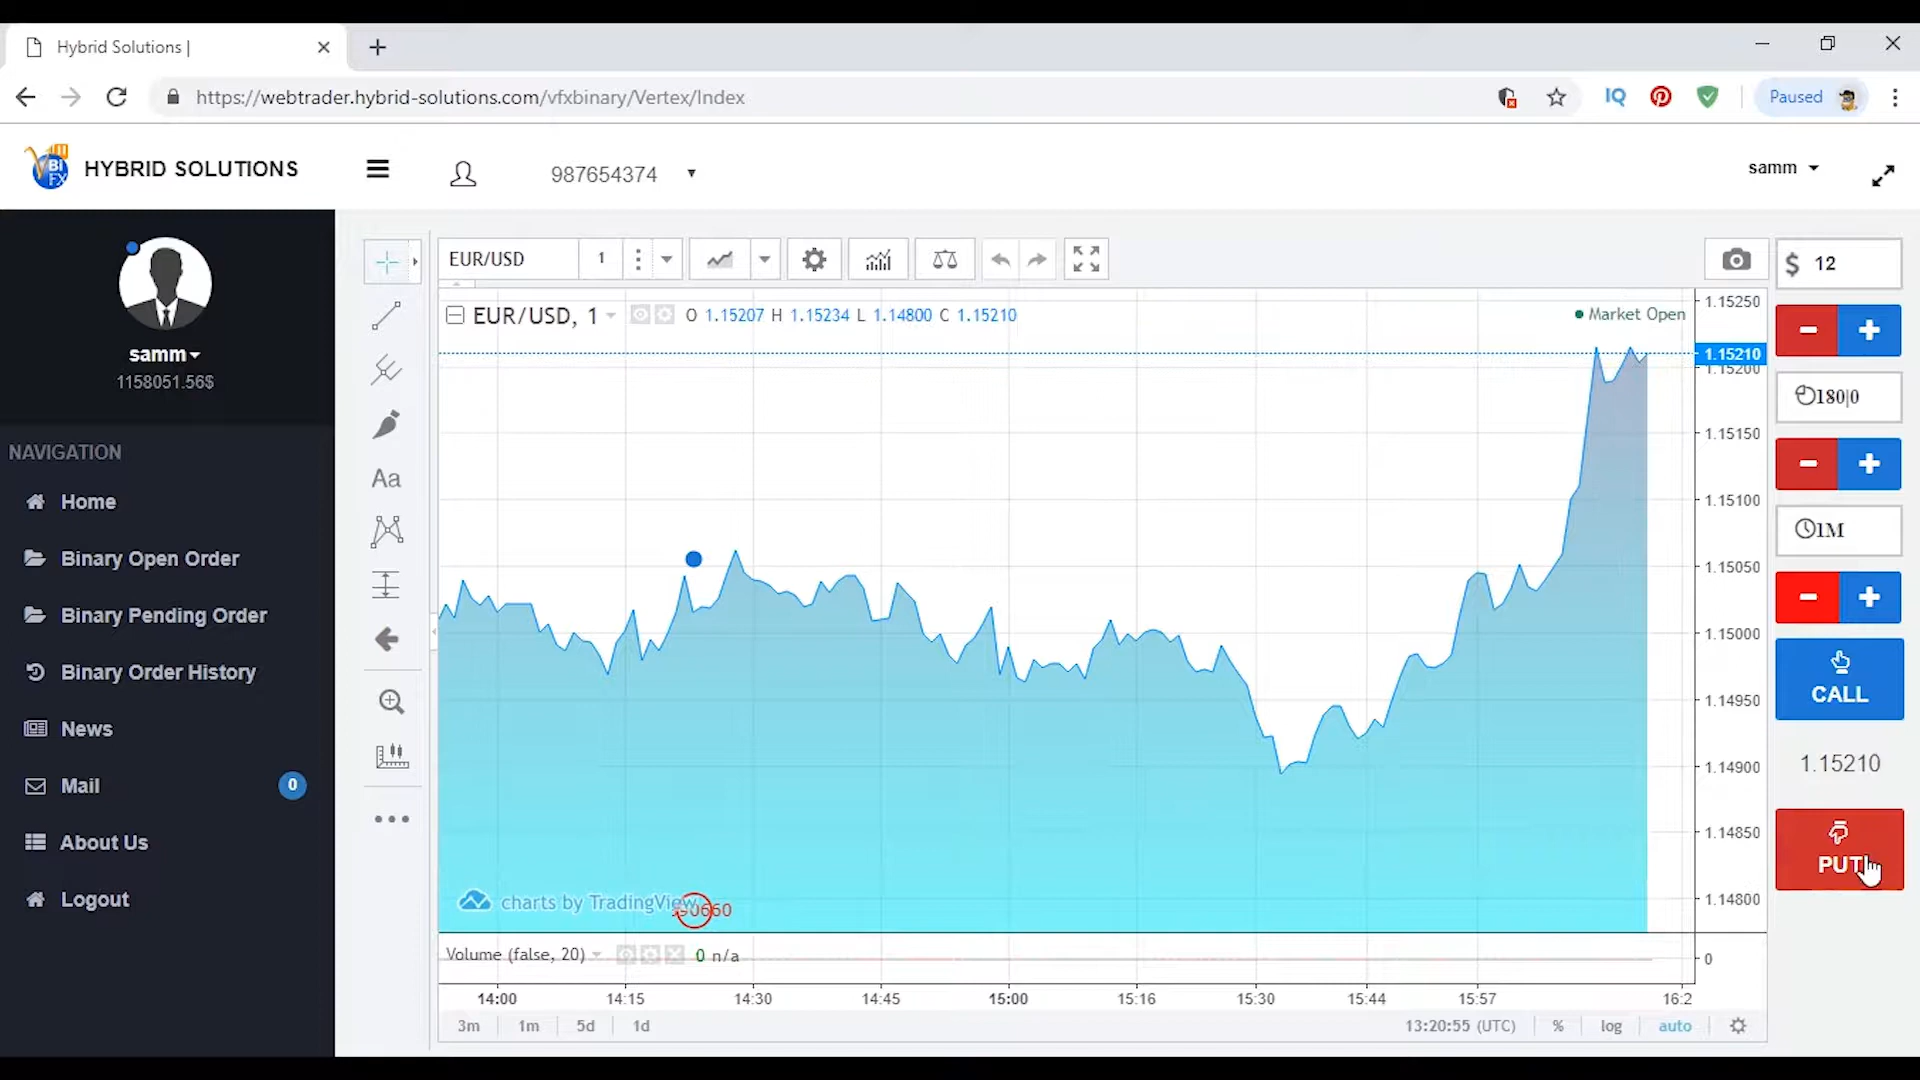 Hybrid Solutions |
https://webtrader.hybrid-solutions.com/vfxbinary/Vertex/Index
IQ
Paused
VBI FX
HYBRID SOLUTIONS
987654374
samm
samm
1158051.56$
NAVIGATION
Home
Binary Open Order
Binary Pending Order
Binary Order History
News
Mail
0
About Us
Logout
EUR/USD
1
Aa
EUR/USD, 1
O 1.15207 H 1.15234 L 1.14800 C 1.15210
Market Open
1.15250
1.15210
1.15200
1.15150
1.15100
1.15050
1.15000
1.14950
1.14900
1.14850
1.14800
0
charts by TradingView
Volume (false, 20)
0 n/a
14:00 14:15 14:30 14:45 15:00 15:16 15:30 15:44 15:57 16:2
3m 1m 5d 1d
13:20:55 (UTC) % log auto
$ 12
180|0
1M
CALL
1.15210
PUT